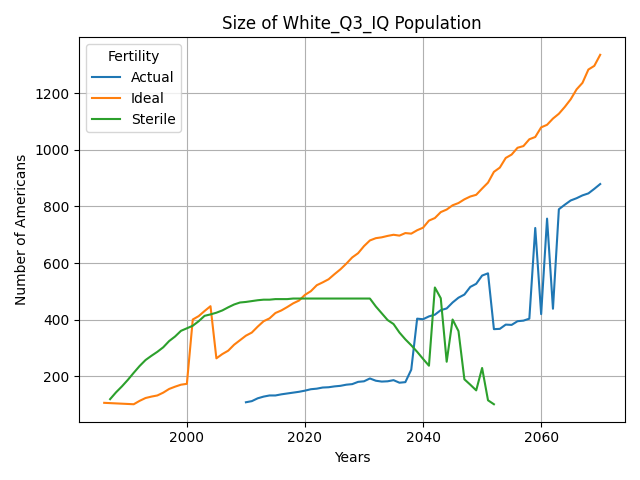 Size of White_Q3_IQ Population
Fertility
Actual
Ideal
Sterile
Number of Americans
1200
1000
800
600
400
200
2000
2020
2040
2060
Years